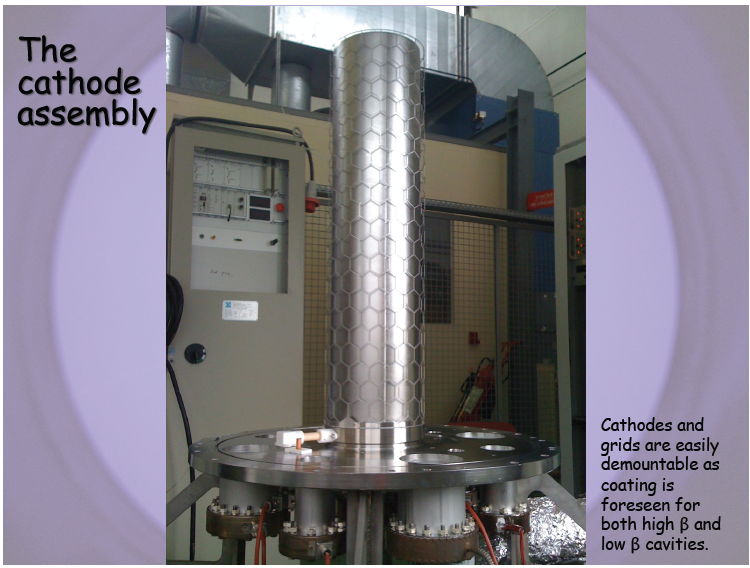 The
cathode
assembly
Cathodes and
grids are easily
demountable as
coating is
foreseen for
both high β and
low β cavities.